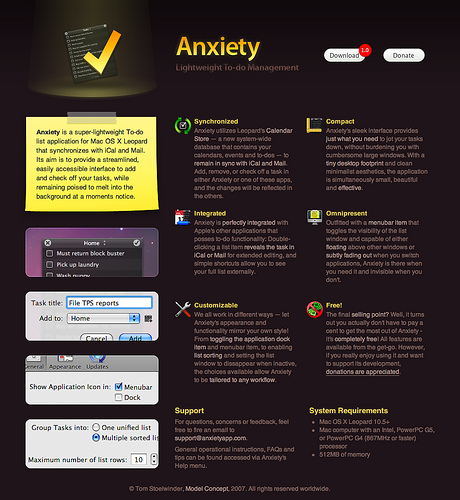 Anxiety
Lightweight To-do Management
Download
1.0
Donate
Anxiety is a super-lightweight To-do
list application for Mac OS X Leopard
that synchronizes with iCal and Mail.
Its aim is to provide a streamlined,
easily accessible interface to add
and check off your tasks, while
remaining poised to melt into the
background at a moments notice.
Synchronized
Anxiety utilizes Leopard's Calendar
Store — a new system-wide
database that contains your
calendars, events and to-dos — to
remain in sync with iCal and Mail.
Add, remove, or check off a task in
either Anxiety or one of these apps,
and the changes will be reflected in
the others.
Compact
Anxiety's sleek interface provides
just what you need to jot your tasks
down, without burdening you with
cumbersome large windows. With a
tiny desktop footprint and clean
minimalist aesthetics, the application
is simultaneously small, beautiful
and effective.
Integrated
Anxiety is perfectly integrated with
Apple's other applications that
posses to-do functionality: Double-
clicking a list item reveals the task in
iCal or Mail for extended editing, and
simple shortcuts allow you to see
your full list externally.
Omnipresent
Outfitted with a menubar item that
toggles the visibility of the list
window and capable of either
floating above other windows or
subtly fading out when you switch
applications, Anxiety is there when
you need it and invisible when you
don't.
Home
Must return block buster
Pick up laundry
Wash puppy
Task title: File TPS reports
Add to: Home
Cancel Add
General Appearance Updates
Show Application Icon in: Menubar
Dock
Group Tasks into: One unified list
Multiple sorted lis
Maximum number of list rows: 10
Customizable
We all work in different ways — let
Anxiety's appearance and
functionality mirror your own style!
From toggling the application dock
item and menubar item, to enabling
list sorting and setting the list
window to disappear when inactive,
the choices available allow Anxiety
to be tailored to any workflow.
Free!
The final selling point? Well, it turns
out you actually don't have to pay a
cent to get the most out of Anxiety -
it's completely free! All features are
available from the get-go. However,
if you really enjoy using it and want
to support its development,
donations are appreciated.
Support
For questions, concerns or feedback, feel
free to fire an email to
support@anxietyapp.com.
General operational instructions, FAQs and
tips can be found accessed via Anxiety's
Help menu.
System Requirements
Mac OS X Leopard 10.5+
Mac computer with an Intel, PowerPC G5,
or PowerPC G4 (867MHz or faster)
processor
512MB of memory
© Tom Stoelwinder, Model Concept, 2007. All rights reserved worldwide.